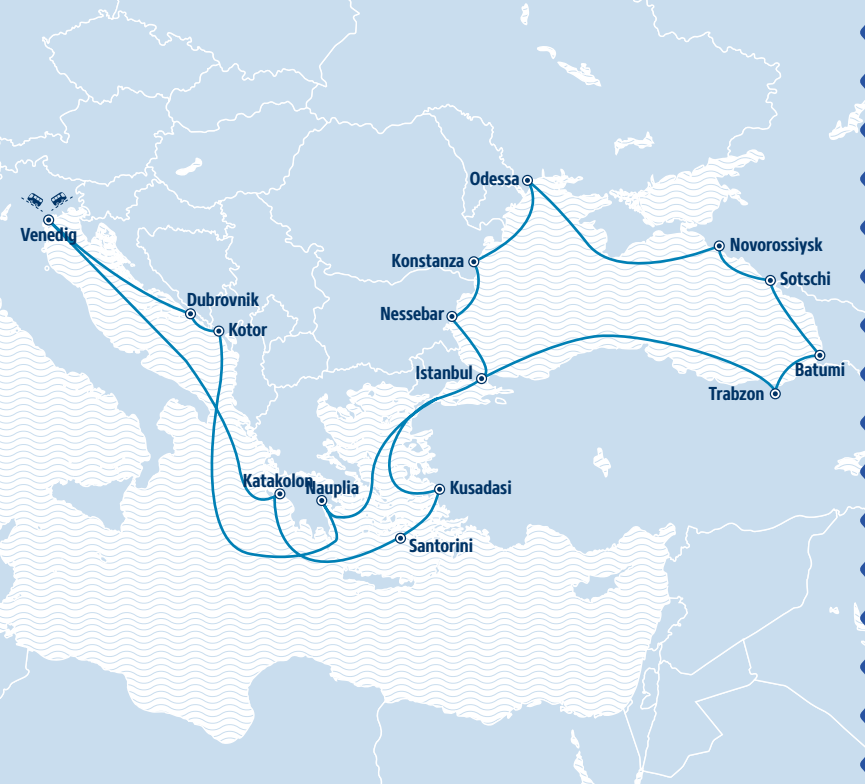 Odessa
Venedig
Novorossiysk
Konstanza
Sotschi
Dubrovnik
Nessebar
Kotor
Istanbul
Batumi
Trabzon
Katakolon
Nauplia
Kusadasi
Santorini